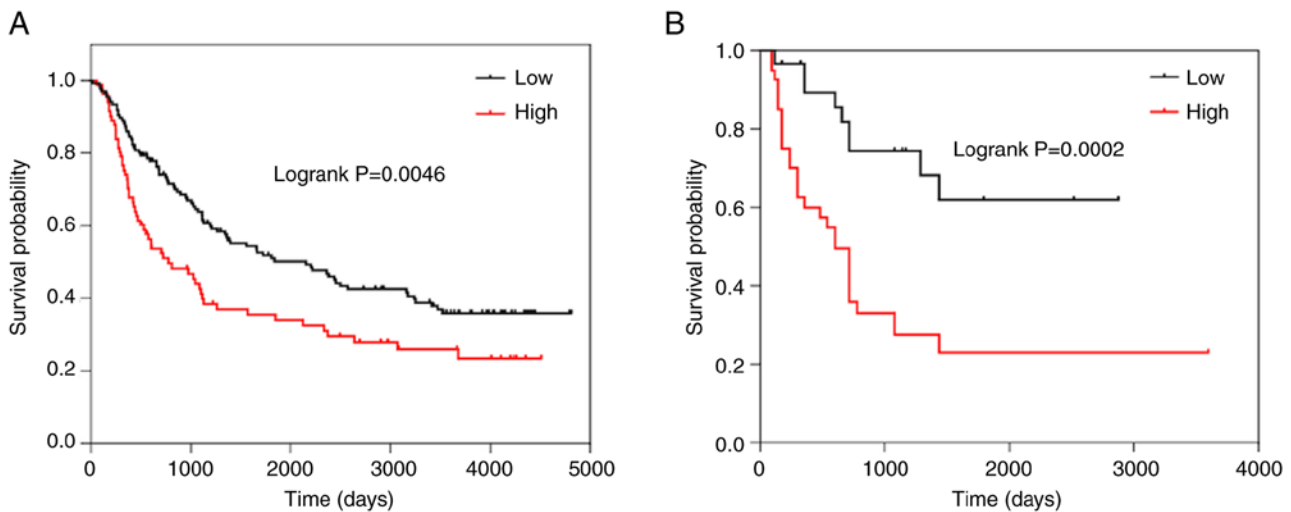 A
Survival probability
1.0
0.8
0.6
0.4
0.2
0.0
0
1000
2000
3000
4000
5000
Time (days)
Low
High
Logrank P=0.0046
B
Survival probability
1.0
0.8
0.6
0.4
0.2
0.0
0
1000
2000
3000
4000
Time (days)
Low
High
Logrank P=0.0002